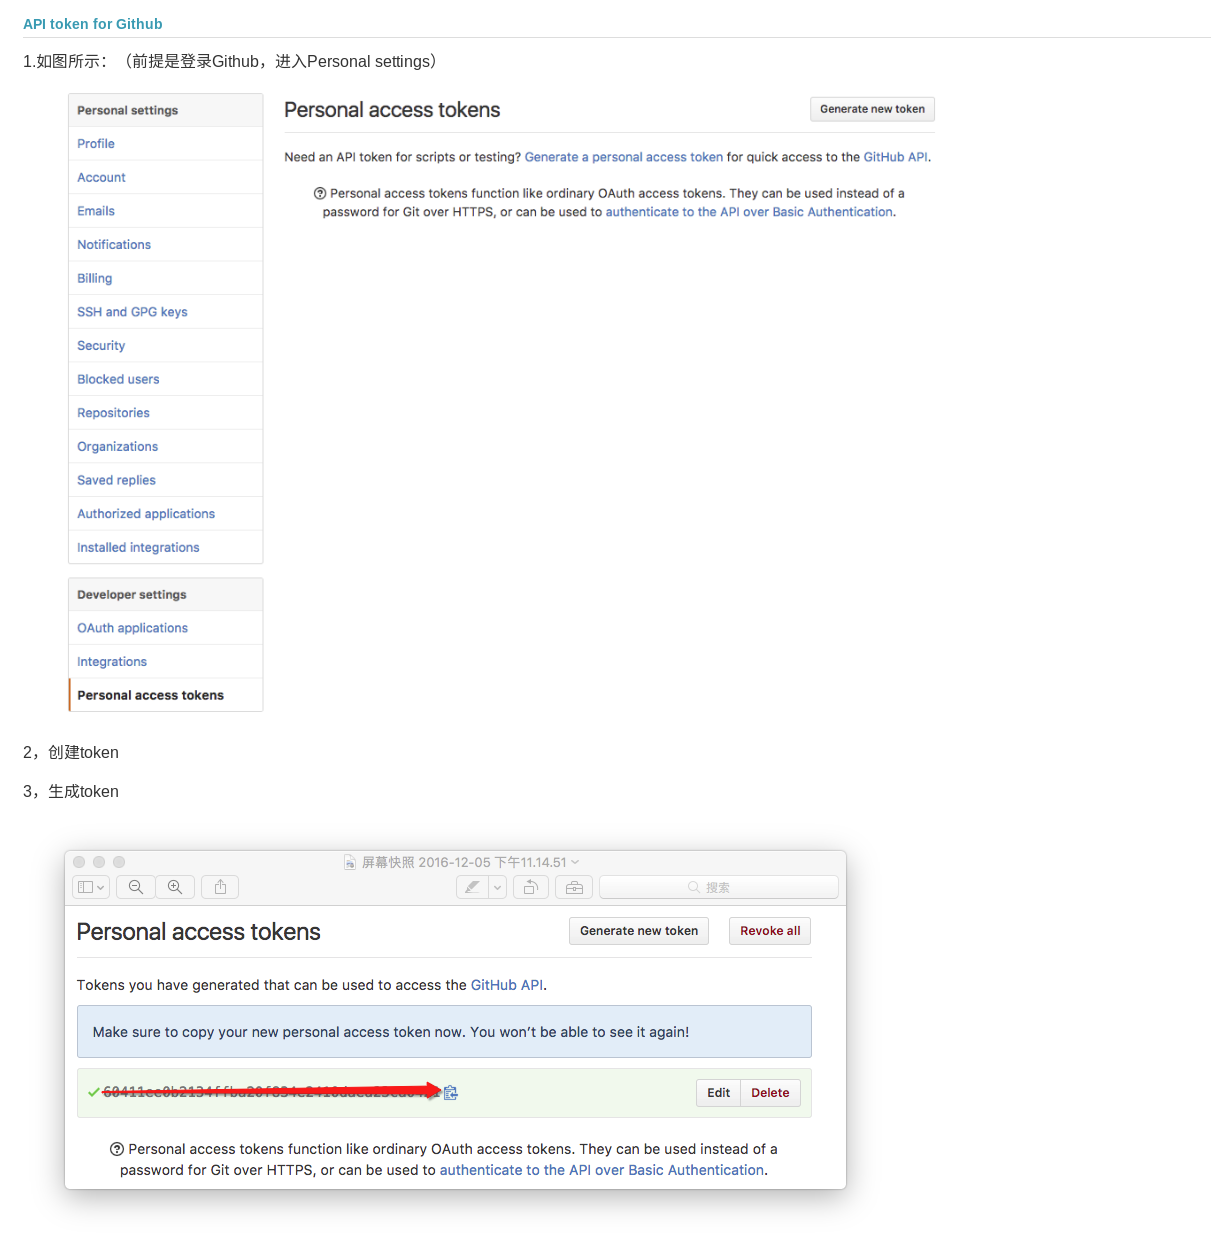 API token for Github
1.如图所示：（前提是登录Github，进入Personal settings）
Personal settings
Profile
Account
Emails
Notifications
Billing
SSH and GPG keys
Security
Blocked users
Repositories
Organizations
Saved replies
Authorized applications
Installed integrations
Developer settings
OAuth applications
Integrations
Personal access tokens
Personal access tokens
Generate new token
Need an API token for scripts or testing? Generate a personal access token for quick access to the GitHub API.
Personal access tokens function like ordinary OAuth access tokens. They can be used instead of a
password for Git over HTTPS, or can be used to authenticate to the API over Basic Authentication.
2，创建token
3，生成token
屏幕快照 2016-12-05 下午11.14.51
搜索
Personal access tokens
Generate new token
Revoke all
Tokens you have generated that can be used to access the GitHub API.
Make sure to copy your new personal access token now. You won’t be able to see it again!
Edit
Delete
Personal access tokens function like ordinary OAuth access tokens. They can be used instead of a
password for Git over HTTPS, or can be used to authenticate to the API over Basic Authentication.